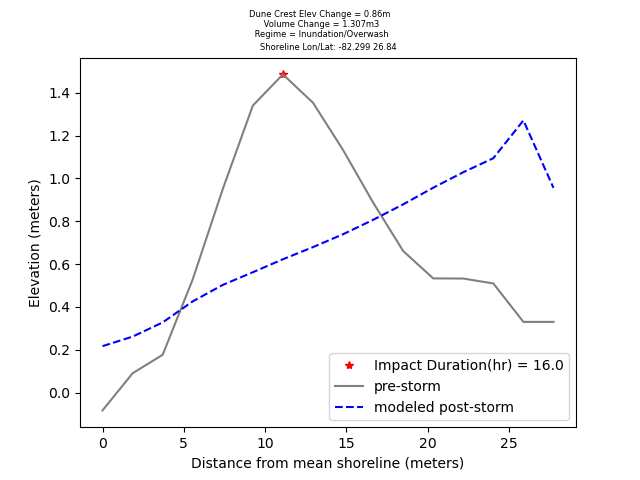 Dune Crest Elev Change = 0.86m
Volume Change = 1.307m3
Regime = Inundation/Overwash
Shoreline Lon/Lat: -82.299 26.84
Elevation (meters)
1.4
1.2
1.0
0.8
0.6
0.4
0.2
0.0
Impact Duration(hr) = 16.0
pre-storm
modeled post-storm
0 5 10 15 20 25
Distance from mean shoreline (meters)